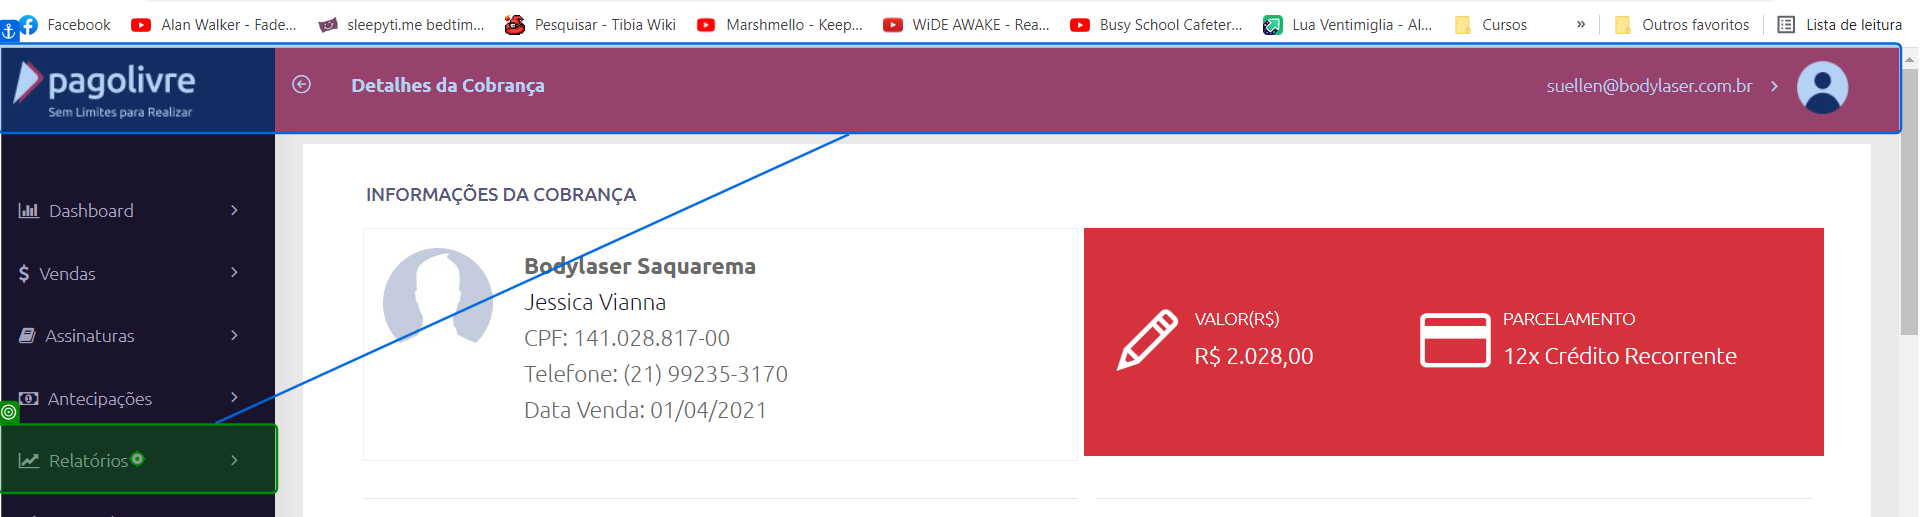 Facebook
Alan Walker - Fade...
sleepyti.me bedtim...
Pesquisar - Tibia Wiki
Marshmello - Keep...
WiDE AWAKE - Rea...
Busy School Cafeter...
Lua Ventimiglia - Al...
Cursos
»
Outros favoritos
Lista de leitura
pagolivre
Sem Limites para Realizar
Detalhes da Cobrança
suellen@bodylaser.com.br
Dashboard
Vendas
Assinaturas
Antecipações
Relatórios
INFORMAÇÕES DA COBRANÇA
Bodylaser Saquarema
Jessica Vianna
CPF: 141.028.817-00
Telefone: (21) 99235-3170
Data Venda: 01/04/2021
VALOR(R$)
R$ 2.028,00
PARCELAMENTO
12x Crédito Recorrente